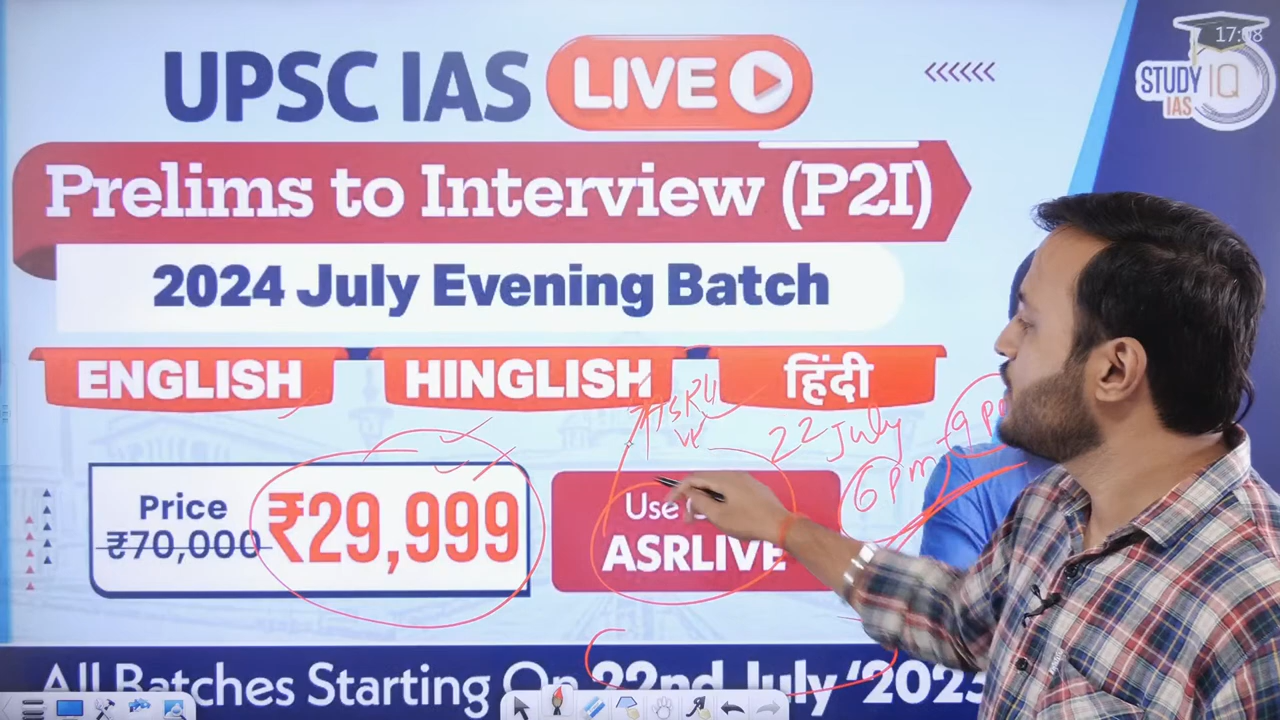 17:08
STUDY IQ
IAS
UPSC IAS LIVE
Prelims to Interview (P2I)
2024 July Evening Batch
ENGLISH HINGLISH हिंदी
22 July
6pm
Price
₹70,000
₹29,999
Use
ASRLIVE
All Batches Starting On 22nd July '2023